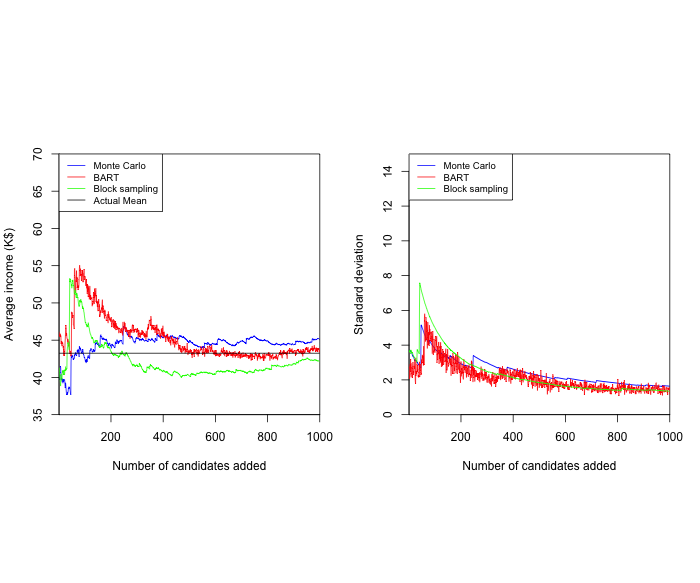 Average income (K$)
70
65
60
55
50
45
40
35
Monte Carlo
BART
Block sampling
Actual Mean
200
400
600
800
1000
Number of candidates added
Standard deviation
14
12
10
8
6
4
2
0
Monte Carlo
BART
Block sampling
200
400
600
800
1000
Number of candidates added